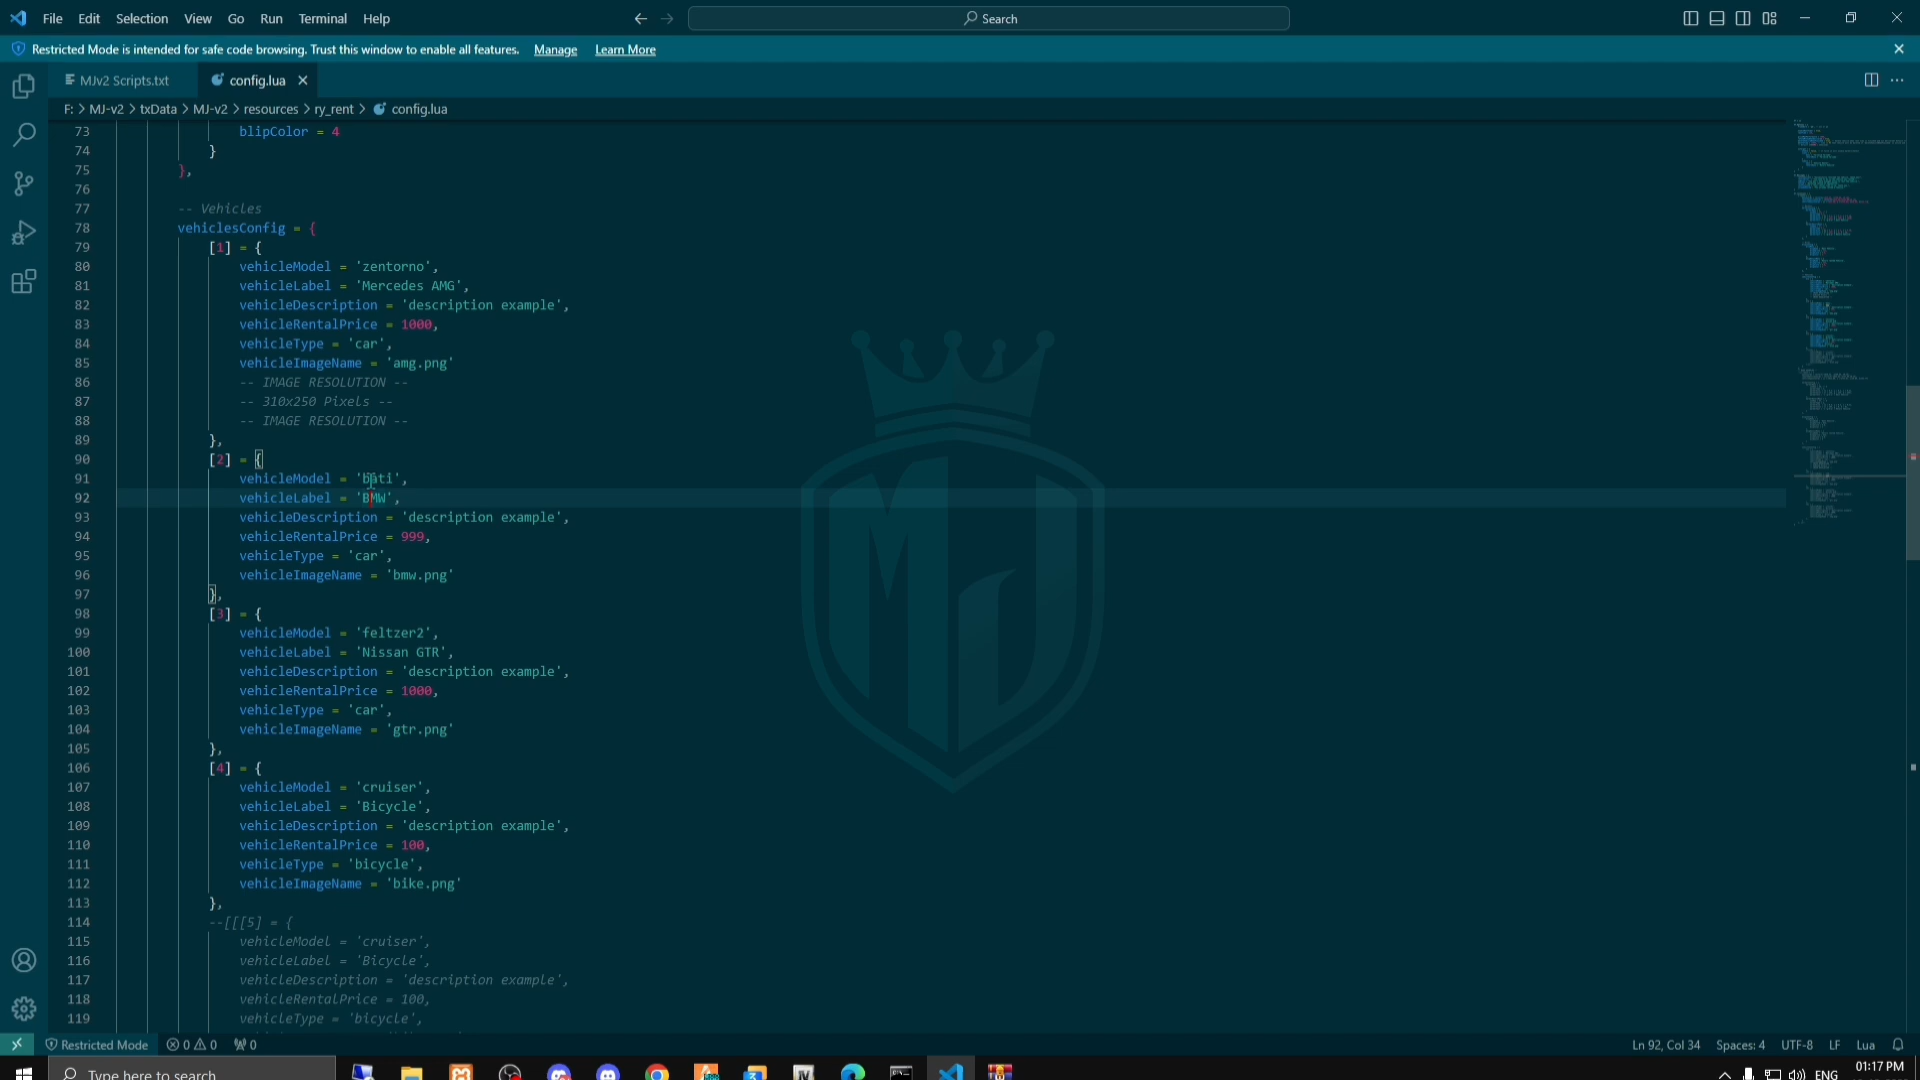 File Edit Selection View Go Run Terminal Help
Search
Restricted Mode is intended for safe code browsing. Trust this window to enable all features. Manage Learn More
MJv2 Scripts.txt config.lua
F: > MJ-v2 > txData > MJ-v2 > resources > ry_rent > config.lua
73 blipColor = 4
74 }
75 },
76
77 -- Vehicles
78 vehiclesConfig = {
79 [1] = {
80 vehicleModel = 'zentorno',
81 vehicleLabel = 'Mercedes AMG',
82 vehicleDescription = 'description example',
83 vehicleRentalPrice = 1000,
84 vehicleType = 'car',
85 vehicleImageName = 'amg.png'
86 -- IMAGE RESOLUTION --
87 -- 310x250 Pixels --
88 -- IMAGE RESOLUTION --
89 },
90 [2] = {
91 vehicleModel = 'bati',
92 vehicleLabel = 'BMW',
93 vehicleDescription = 'description example',
94 vehicleRentalPrice = 999,
95 vehicleType = 'car',
96 vehicleImageName = 'bmw.png'
97 },
98 [3] = {
99 vehicleModel = 'feltzer2',
100 vehicleLabel = 'Nissan GTR',
101 vehicleDescription = 'description example',
102 vehicleRentalPrice = 1000,
103 vehicleType = 'car',
104 vehicleImageName = 'gtr.png'
105 },
106 [4] = {
107 vehicleModel = 'cruiser',
108 vehicleLabel = 'Bicycle',
109 vehicleDescription = 'description example',
110 vehicleRentalPrice = 100,
111 vehicleType = 'bicycle',
112 vehicleImageName = 'bike.png'
113 },
114 --[[[5] = {
115 vehicleModel = 'cruiser',
116 vehicleLabel = 'Bicycle',
117 vehicleDescription = 'description example',
118 vehicleRentalPrice = 100,
119 vehicleType = 'bicycle',
MJ
Restricted Mode 0 0 0 Ln 92, Col 34 Spaces: 4 UTF-8 LF Lua
Type here to search ENG 01:17 PM